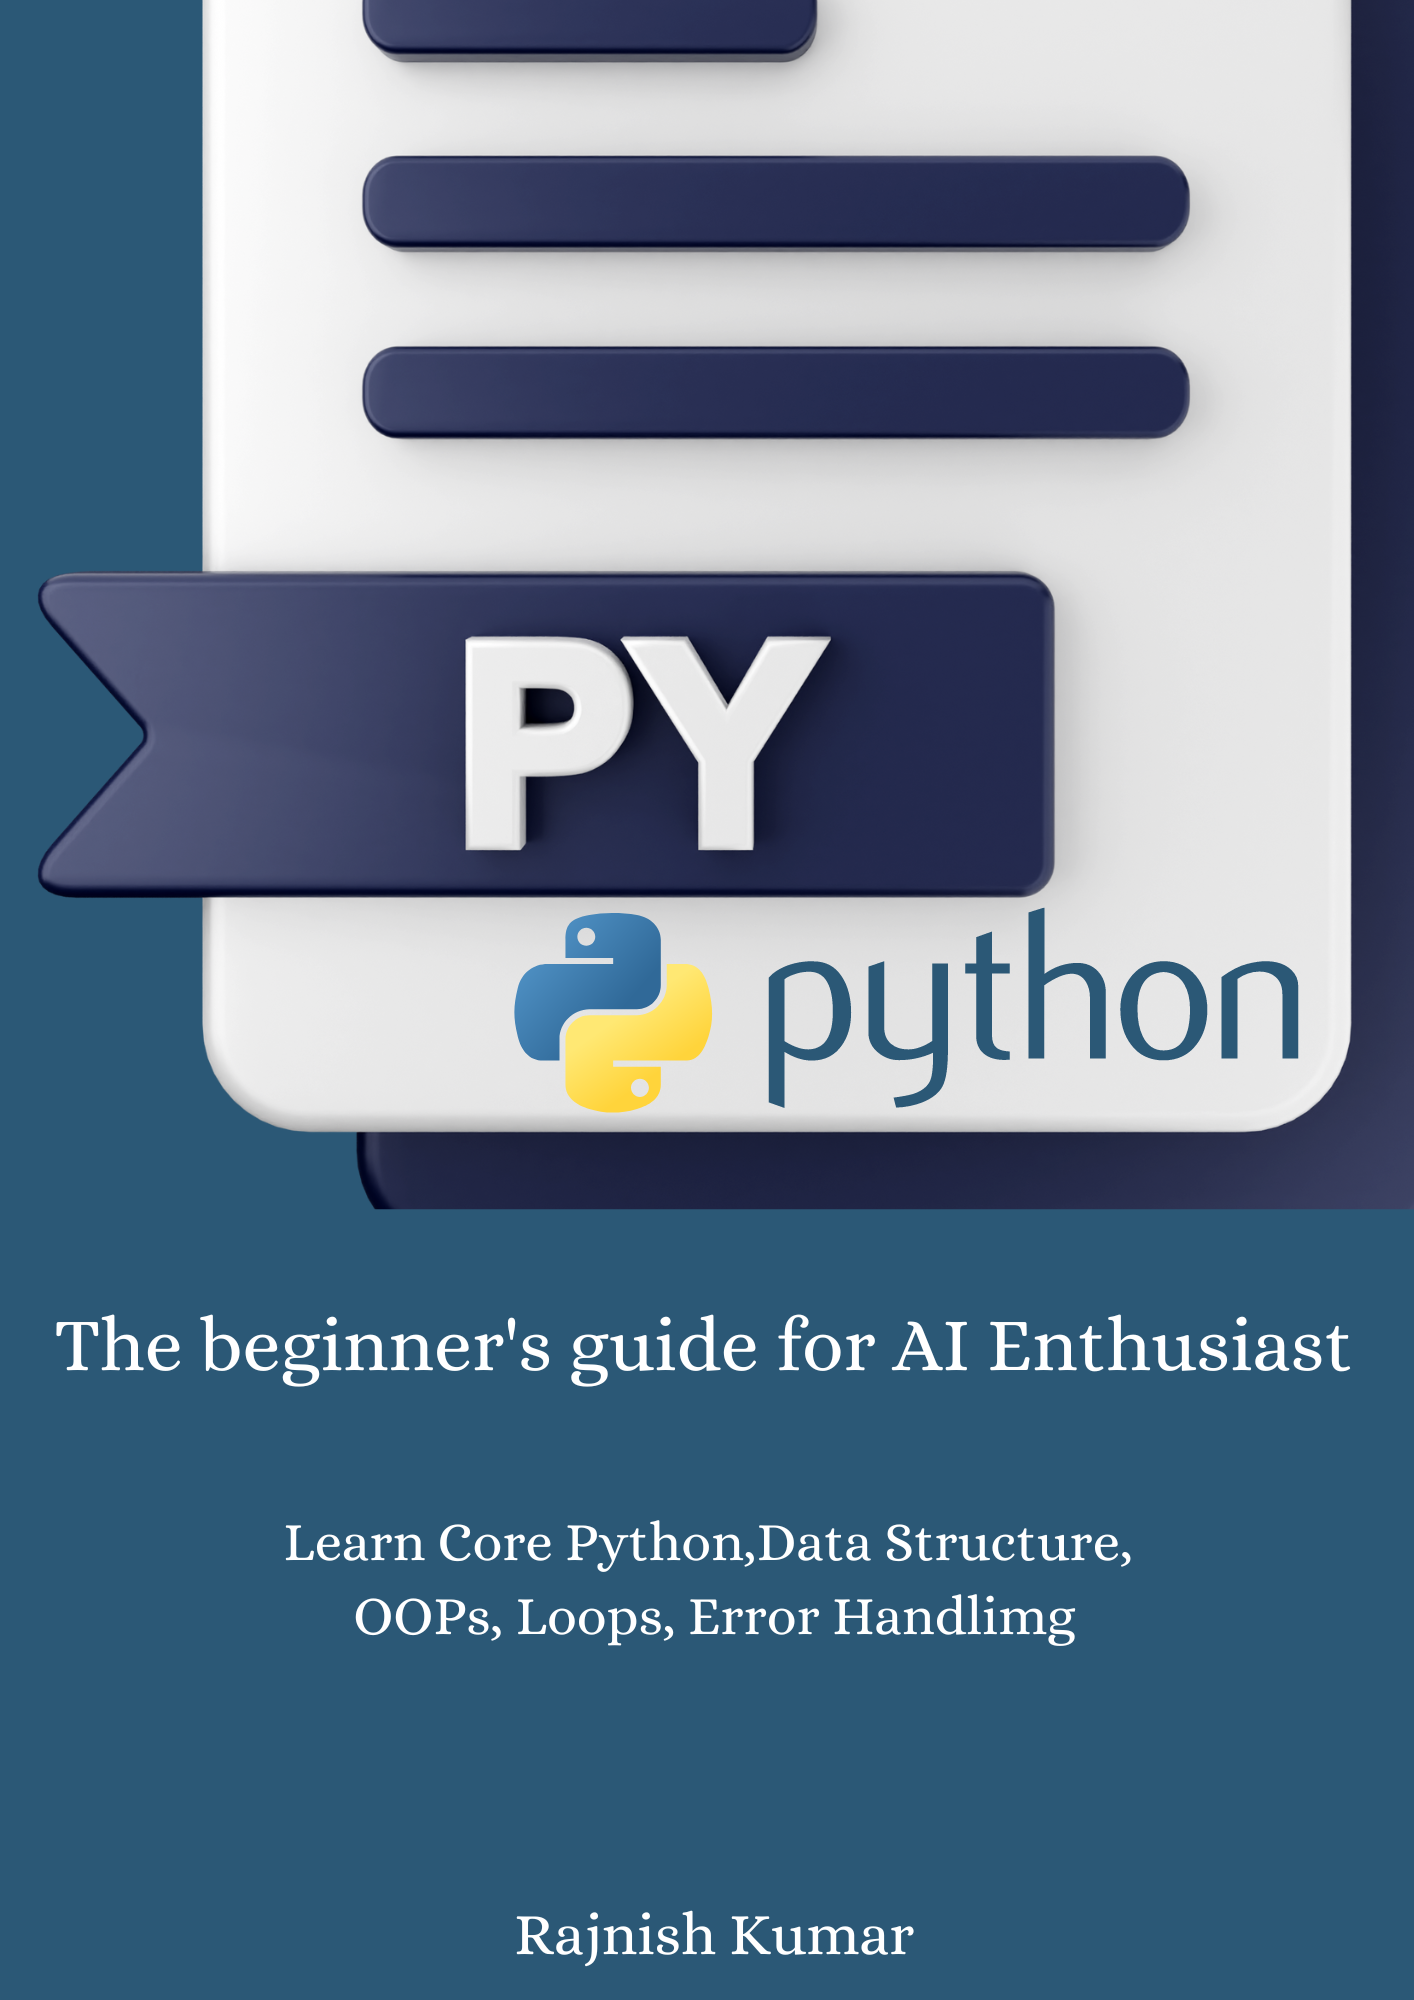 PY
python
The beginner's guide for AI Enthusiast
Learn Core Python,Data Structure,
OOPs, Loops, Error Handlimg
Rajnish Kumar